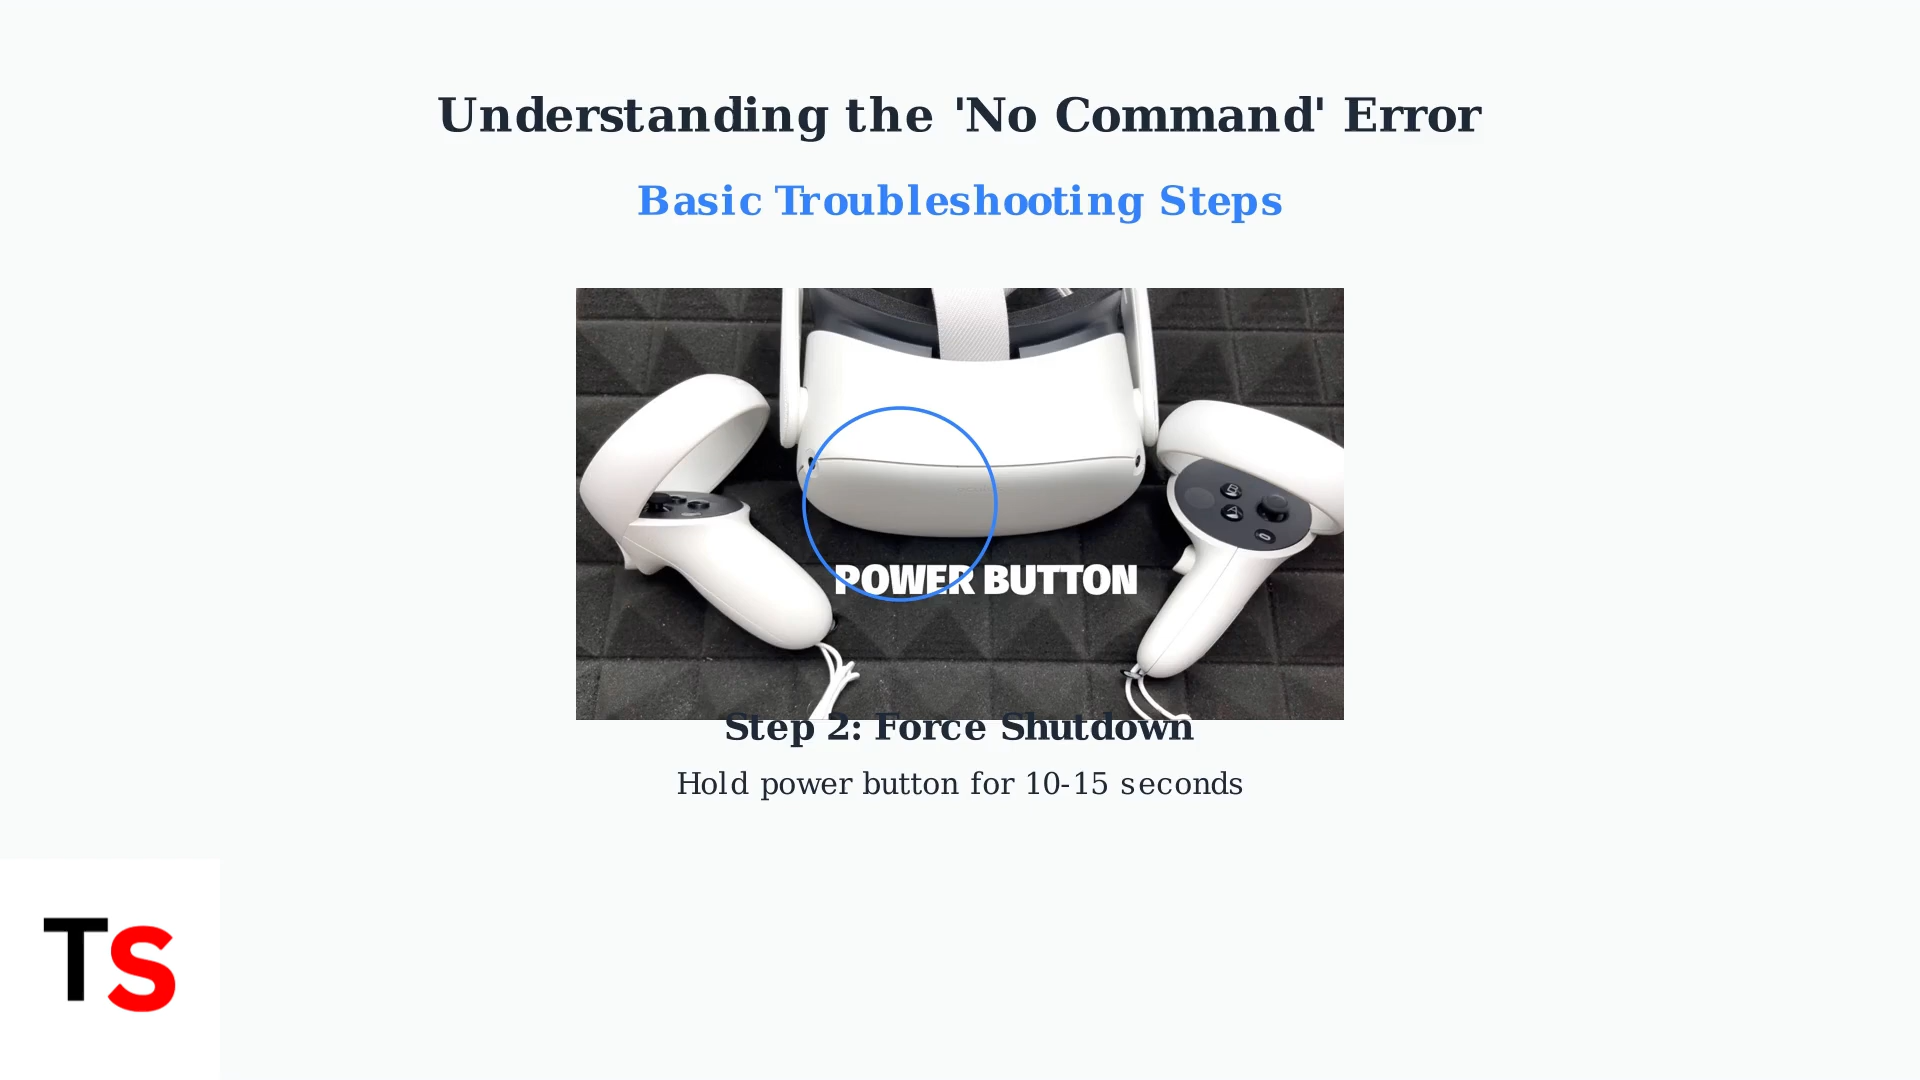 Understanding the 'No Command' Error
Basic Troubleshooting Steps
B
A
POWER BUTTON
Step 2: Force Shutdown
Hold power button for 10-15 seconds
TS